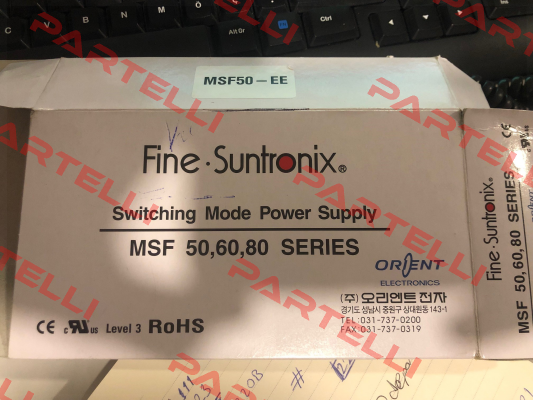 MSF50-EE
Fine·Suntronix®
Switching Mode Power Supply
MSF 50,60,80 SERIES
ORIENT
ELECTRONICS
(주)오리엔트전자
경기도 성남시 중원구 상대원동 143-1
TEL:031-737-0200
FAX:031-737-0319
CE c RU us Level 3 RoHS
Fine·Suntronix®
MSF 50,60,80 SERIES
PARTELLI
PARTELLI
PARTELLI
PARTELLI
PARTELLI
Alt Gr